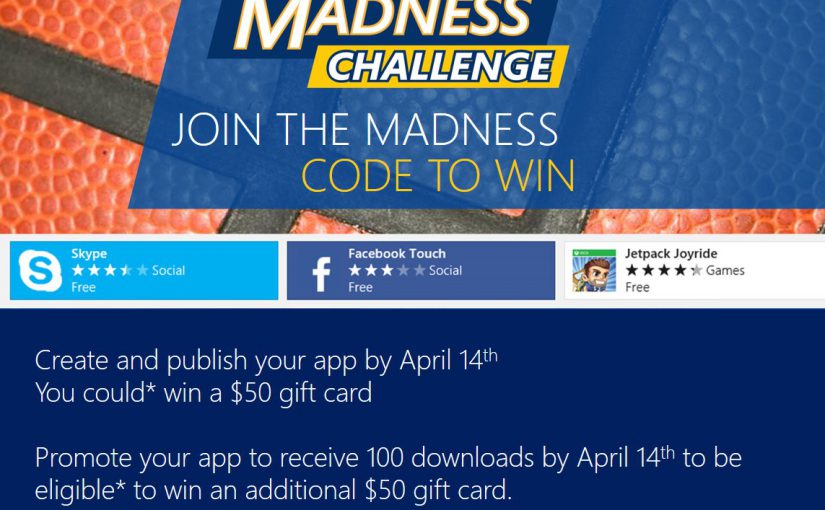 MADNESS
CHALLENGE
JOIN THE MADNESS
CODE TO WIN
Skype
Social
Free
Facebook Touch
Social
Free
Jetpack Joyride
Games
Free
Create and publish your app by April 14th
You could* win a $50 gift card
Promote your app to receive 100 downloads by April 14th to be
eligible* to win an additional $50 gift card.